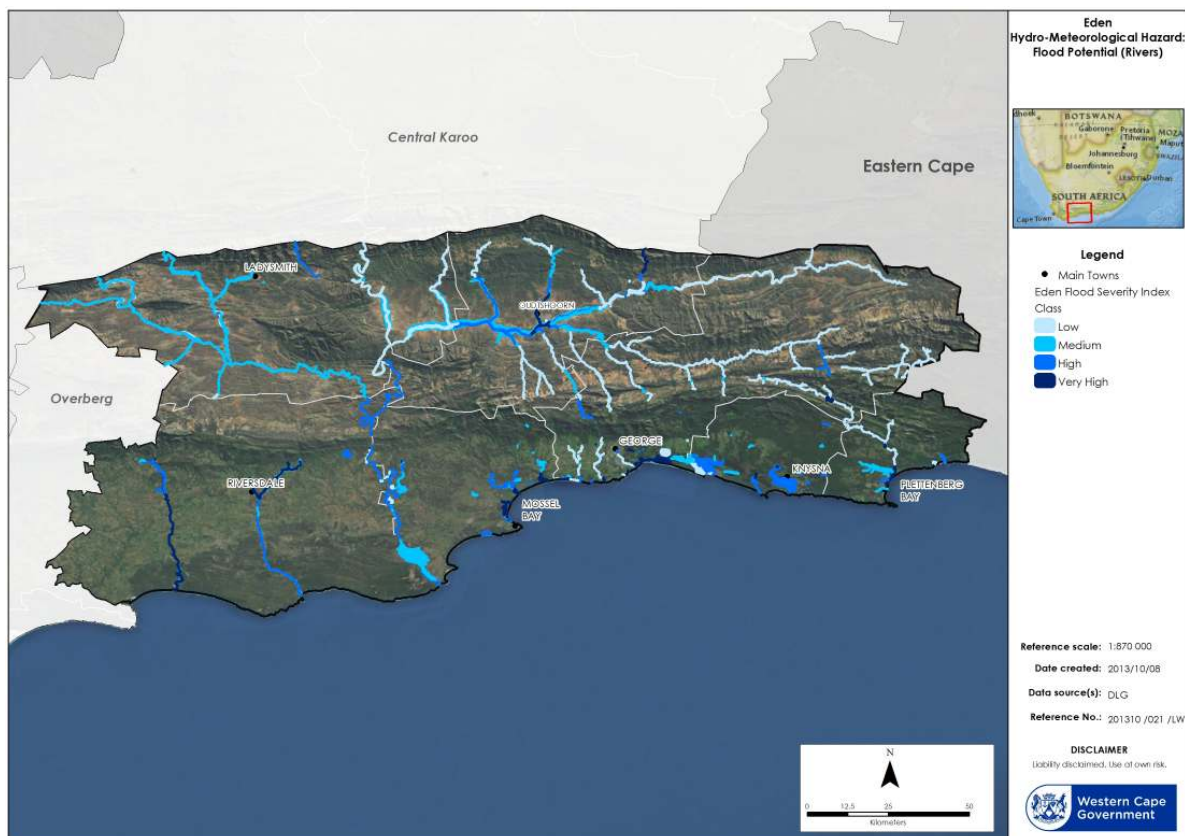 Eden
Hydro-Meteorological Hazard:
Flood Potential (Rivers)
Central Karoo
Eastern Cape
Overberg
LADYSMITH
OUDTSHOORN
GEORGE
KNYSNA
PLETTENBERG
BAY
RIVERSDALE
MOSSEL
BAY
BOTSWANA
Gaborone
Pretoria
(Tshwane)
MOZA
Maput
Johannesburg
Bloemfontein
LESOTHO
Durban
SOUTH AFRICA
Cape Town
Legend
Main Towns
Eden Flood Severity Index
Class
Low
Medium
High
Very High
Reference scale: 1:870 000
Date created: 2013/10/08
Data source(s): DLG
Reference No.: 201310 /021 /LW
DISCLAIMER
Liability disclaimed. Use at own risk.
N
0 12.5 25 50
Kilometers
Western Cape
Government